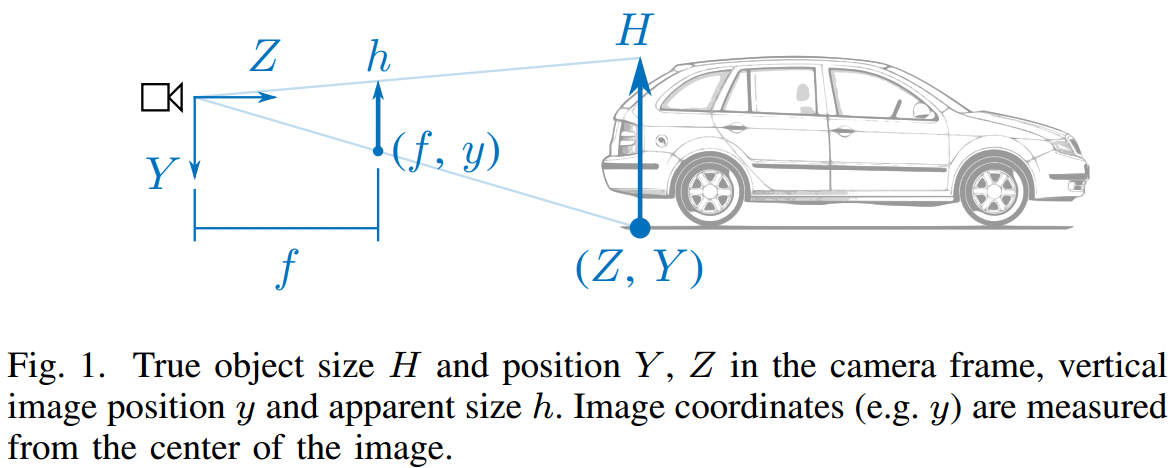 H
Z h
Y (f, y)
f (Z, Y)
Fig. 1. True object size H and position Y, Z in the camera frame, vertical
image position y and apparent size h. Image coordinates (e.g. y) are measured
from the center of the image.